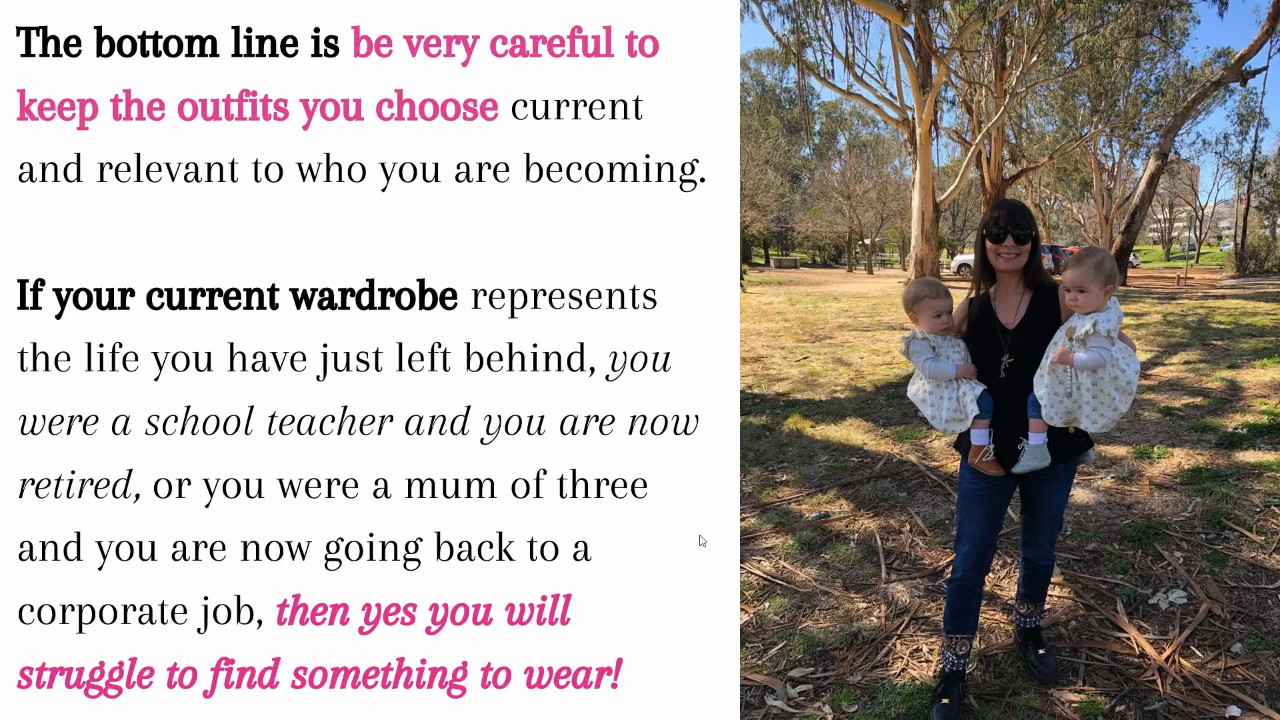 The bottom line is be very careful to
keep the outfits you choose current
and relevant to who you are becoming.
If your current wardrobe represents
the life you have just left behind, you
were a school teacher and you are now
retired, or you were a mum of three
and you are now going back to a
corporate job, then yes you will
struggle to find something to wear!